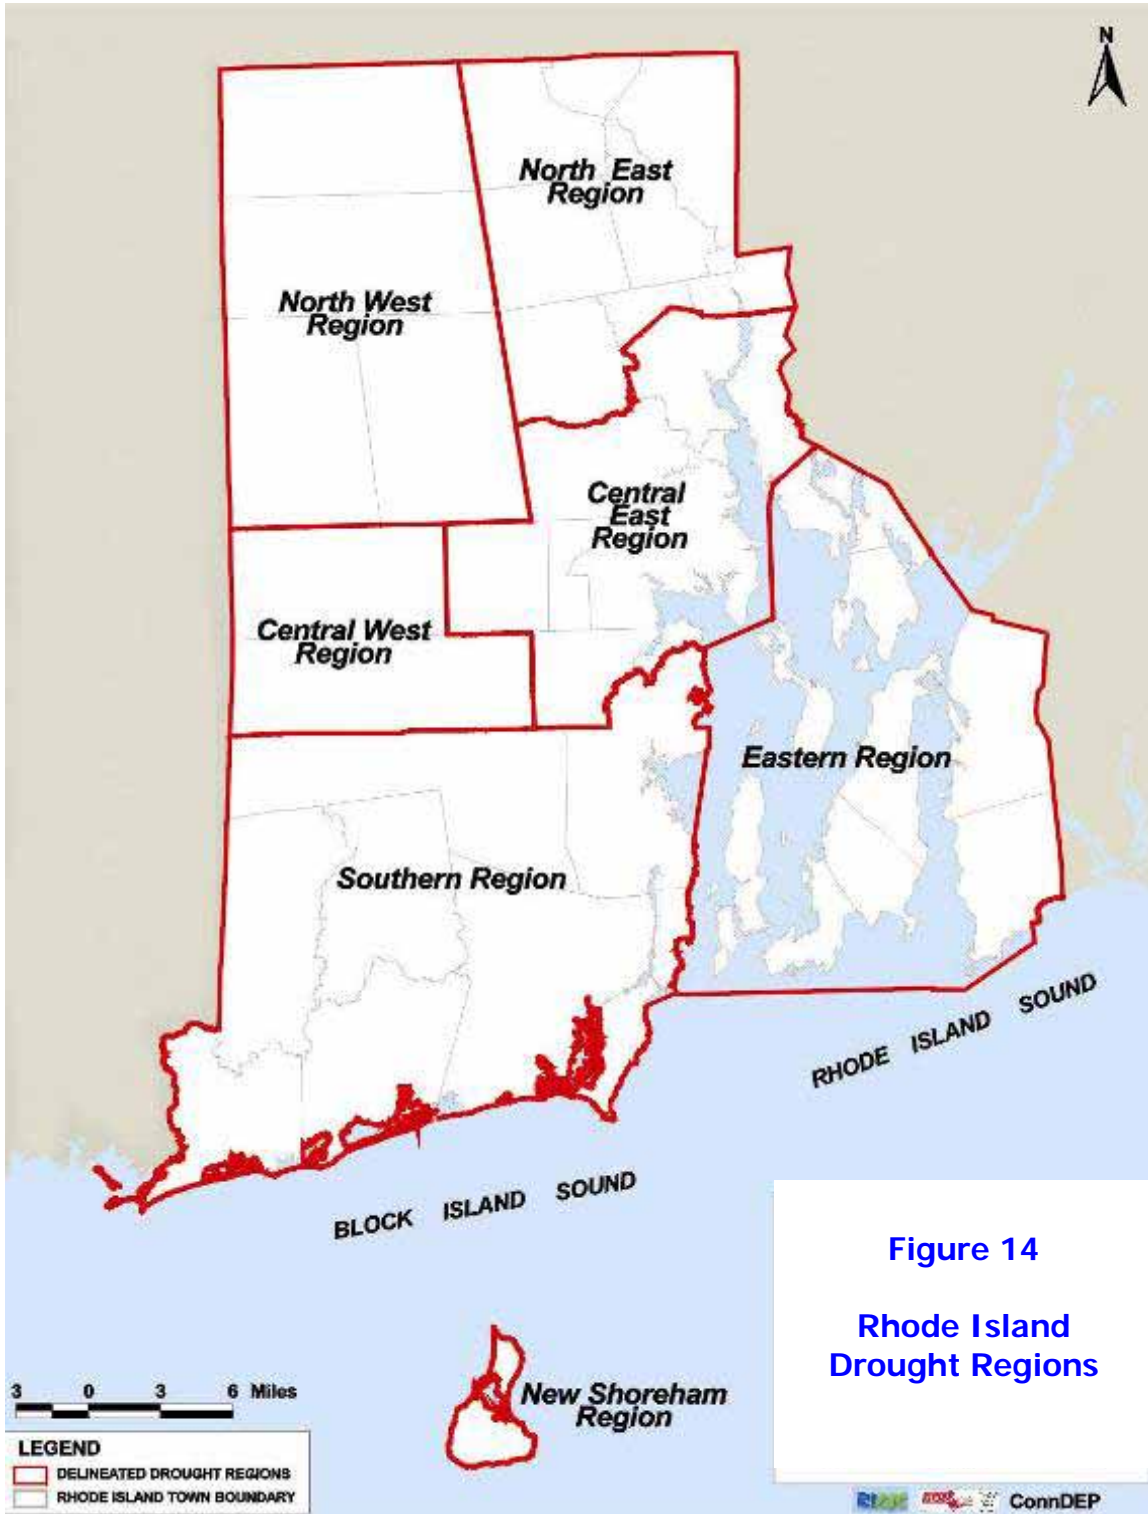 N
North East
Region
North West
Region
Central
East
Region
Central West
Region
Eastern Region
Southern Region
RHODE ISLAND SOUND
BLOCK ISLAND SOUND
Figure 14
Rhode Island
Drought Regions
3 0 3 6 Miles
New Shoreham
Region
LEGEND
DELINEATED DROUGHT REGIONS
RHODE ISLAND TOWN BOUNDARY
ConnDEP